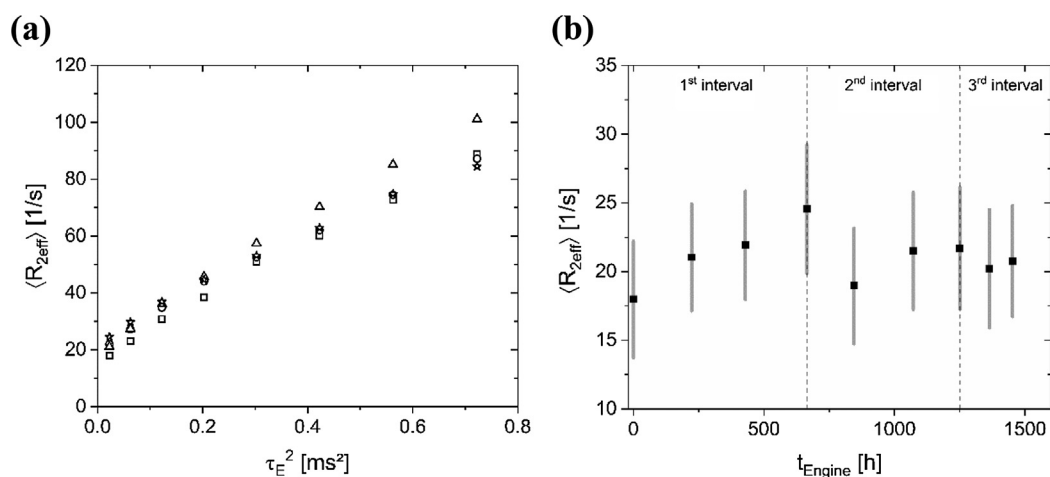 (a)
(b)
120
100
80
60
40
20
0
⟨R2eff⟩ [1/s]
0.0 0.2 0.4 0.6 0.8
τE² [ms²]
35
30
25
20
15
10
⟨R2eff⟩ [1/s]
1st interval
2nd interval
3rd interval
0 500 1000 1500
tEngine [h]